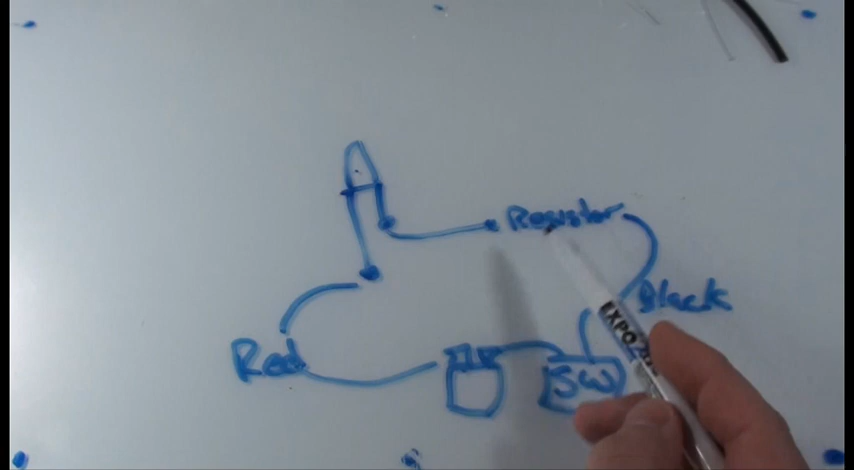 Resistor
Black
Red
SW
EXPO